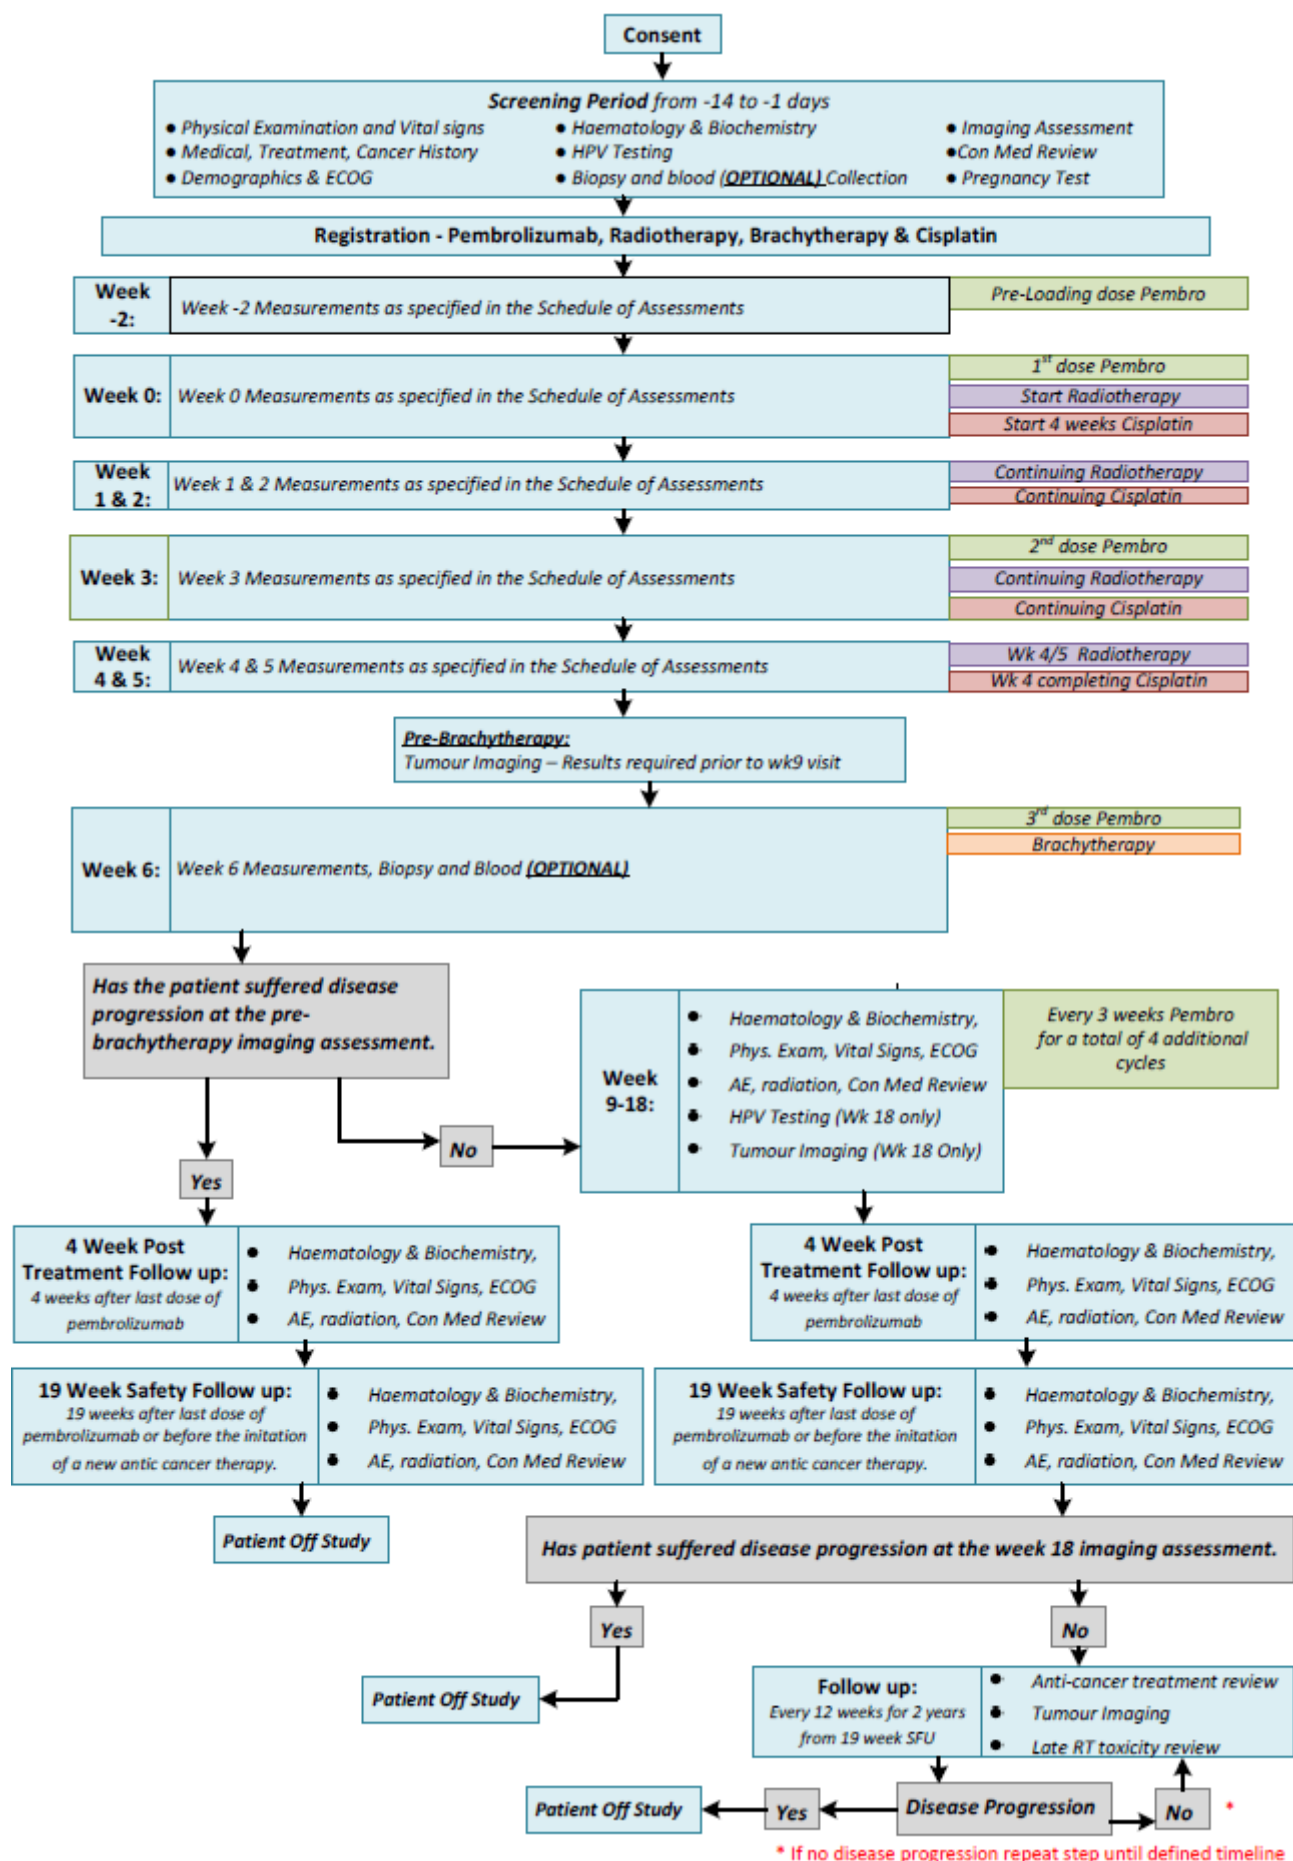 Consent
Screening Period from -14 to -1 days
● Physical Examination and Vital signs
● Medical, Treatment, Cancer History
● Demographics & ECOG
● Haematology & Biochemistry
● HPV Testing
● Biopsy and blood (OPTIONAL) Collection
● Imaging Assessment
●Con Med Review
● Pregnancy Test
Registration - Pembrolizumab, Radiotherapy, Brachytherapy & Cisplatin
Week
-2:
Week -2 Measurements as specified in the Schedule of Assessments
Pre-Loading dose Pembro
Week 0:
Week 0 Measurements as specified in the Schedule of Assessments
1st dose Pembro
Start Radiotherapy
Start 4 weeks Cisplatin
Week
1 & 2:
Week 1 & 2 Measurements as specified in the Schedule of Assessments
Continuing Radiotherapy
Continuing Cisplatin
Week 3:
Week 3 Measurements as specified in the Schedule of Assessments
2nd dose Pembro
Continuing Radiotherapy
Continuing Cisplatin
Week
4 & 5:
Week 4 & 5 Measurements as specified in the Schedule of Assessments
Wk 4/5 Radiotherapy
Wk 4 completing Cisplatin
Pre-Brachytherapy:
Tumour Imaging – Results required prior to wk9 visit
Week 6:
Week 6 Measurements, Biopsy and Blood (OPTIONAL)
3rd dose Pembro
Brachytherapy
Has the patient suffered disease
progression at the pre-
brachytherapy imaging assessment.
No
Yes
Week
9-18:
● Haematology & Biochemistry,
● Phys. Exam, Vital Signs, ECOG
● AE, radiation, Con Med Review
● HPV Testing (Wk 18 only)
● Tumour Imaging (Wk 18 Only)
Every 3 weeks Pembro
for a total of 4 additional
cycles
4 Week Post
Treatment Follow up:
4 weeks after last dose of
pembrolizumab
● Haematology & Biochemistry,
● Phys. Exam, Vital Signs, ECOG
● AE, radiation, Con Med Review
4 Week Post
Treatment Follow up:
4 weeks after last dose of
pembrolizumab
● Haematology & Biochemistry,
● Phys. Exam, Vital Signs, ECOG
● AE, radiation, Con Med Review
19 Week Safety Follow up:
19 weeks after last dose of
pembrolizumab or before the initation
of a new antic cancer therapy.
● Haematology & Biochemistry,
● Phys. Exam, Vital Signs, ECOG
● AE, radiation, Con Med Review
19 Week Safety Follow up:
19 weeks after last dose of
pembrolizumab or before the initation
of a new antic cancer therapy.
● Haematology & Biochemistry,
● Phys. Exam, Vital Signs, ECOG
● AE, radiation, Con Med Review
Patient Off Study
Has patient suffered disease progression at the week 18 imaging assessment.
Yes
No
Patient Off Study
Follow up:
Every 12 weeks for 2 years
from 19 week SFU
● Anti-cancer treatment review
● Tumour Imaging
● Late RT toxicity review
Patient Off Study
Yes
Disease Progression
No
*
* If no disease progression repeat step until defined timeline